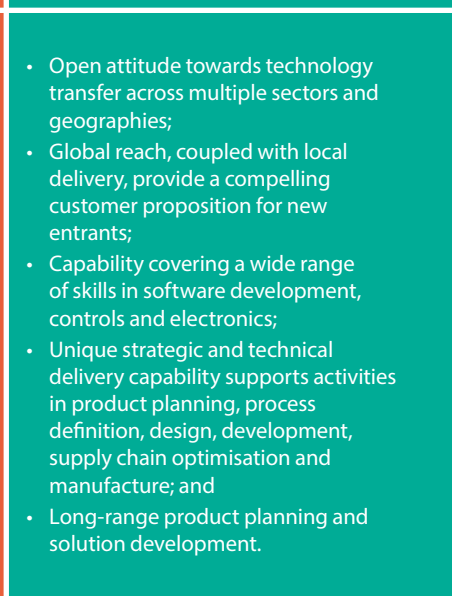 • Open attitude towards technology
transfer across multiple sectors and
geographies;
• Global reach, coupled with local
delivery, provide a compelling
customer proposition for new
entrants;
• Capability covering a wide range
of skills in software development,
controls and electronics;
• Unique strategic and technical
delivery capability supports activities
in product planning, process
definition, design, development,
supply chain optimisation and
manufacture; and
• Long-range product planning and
solution development.